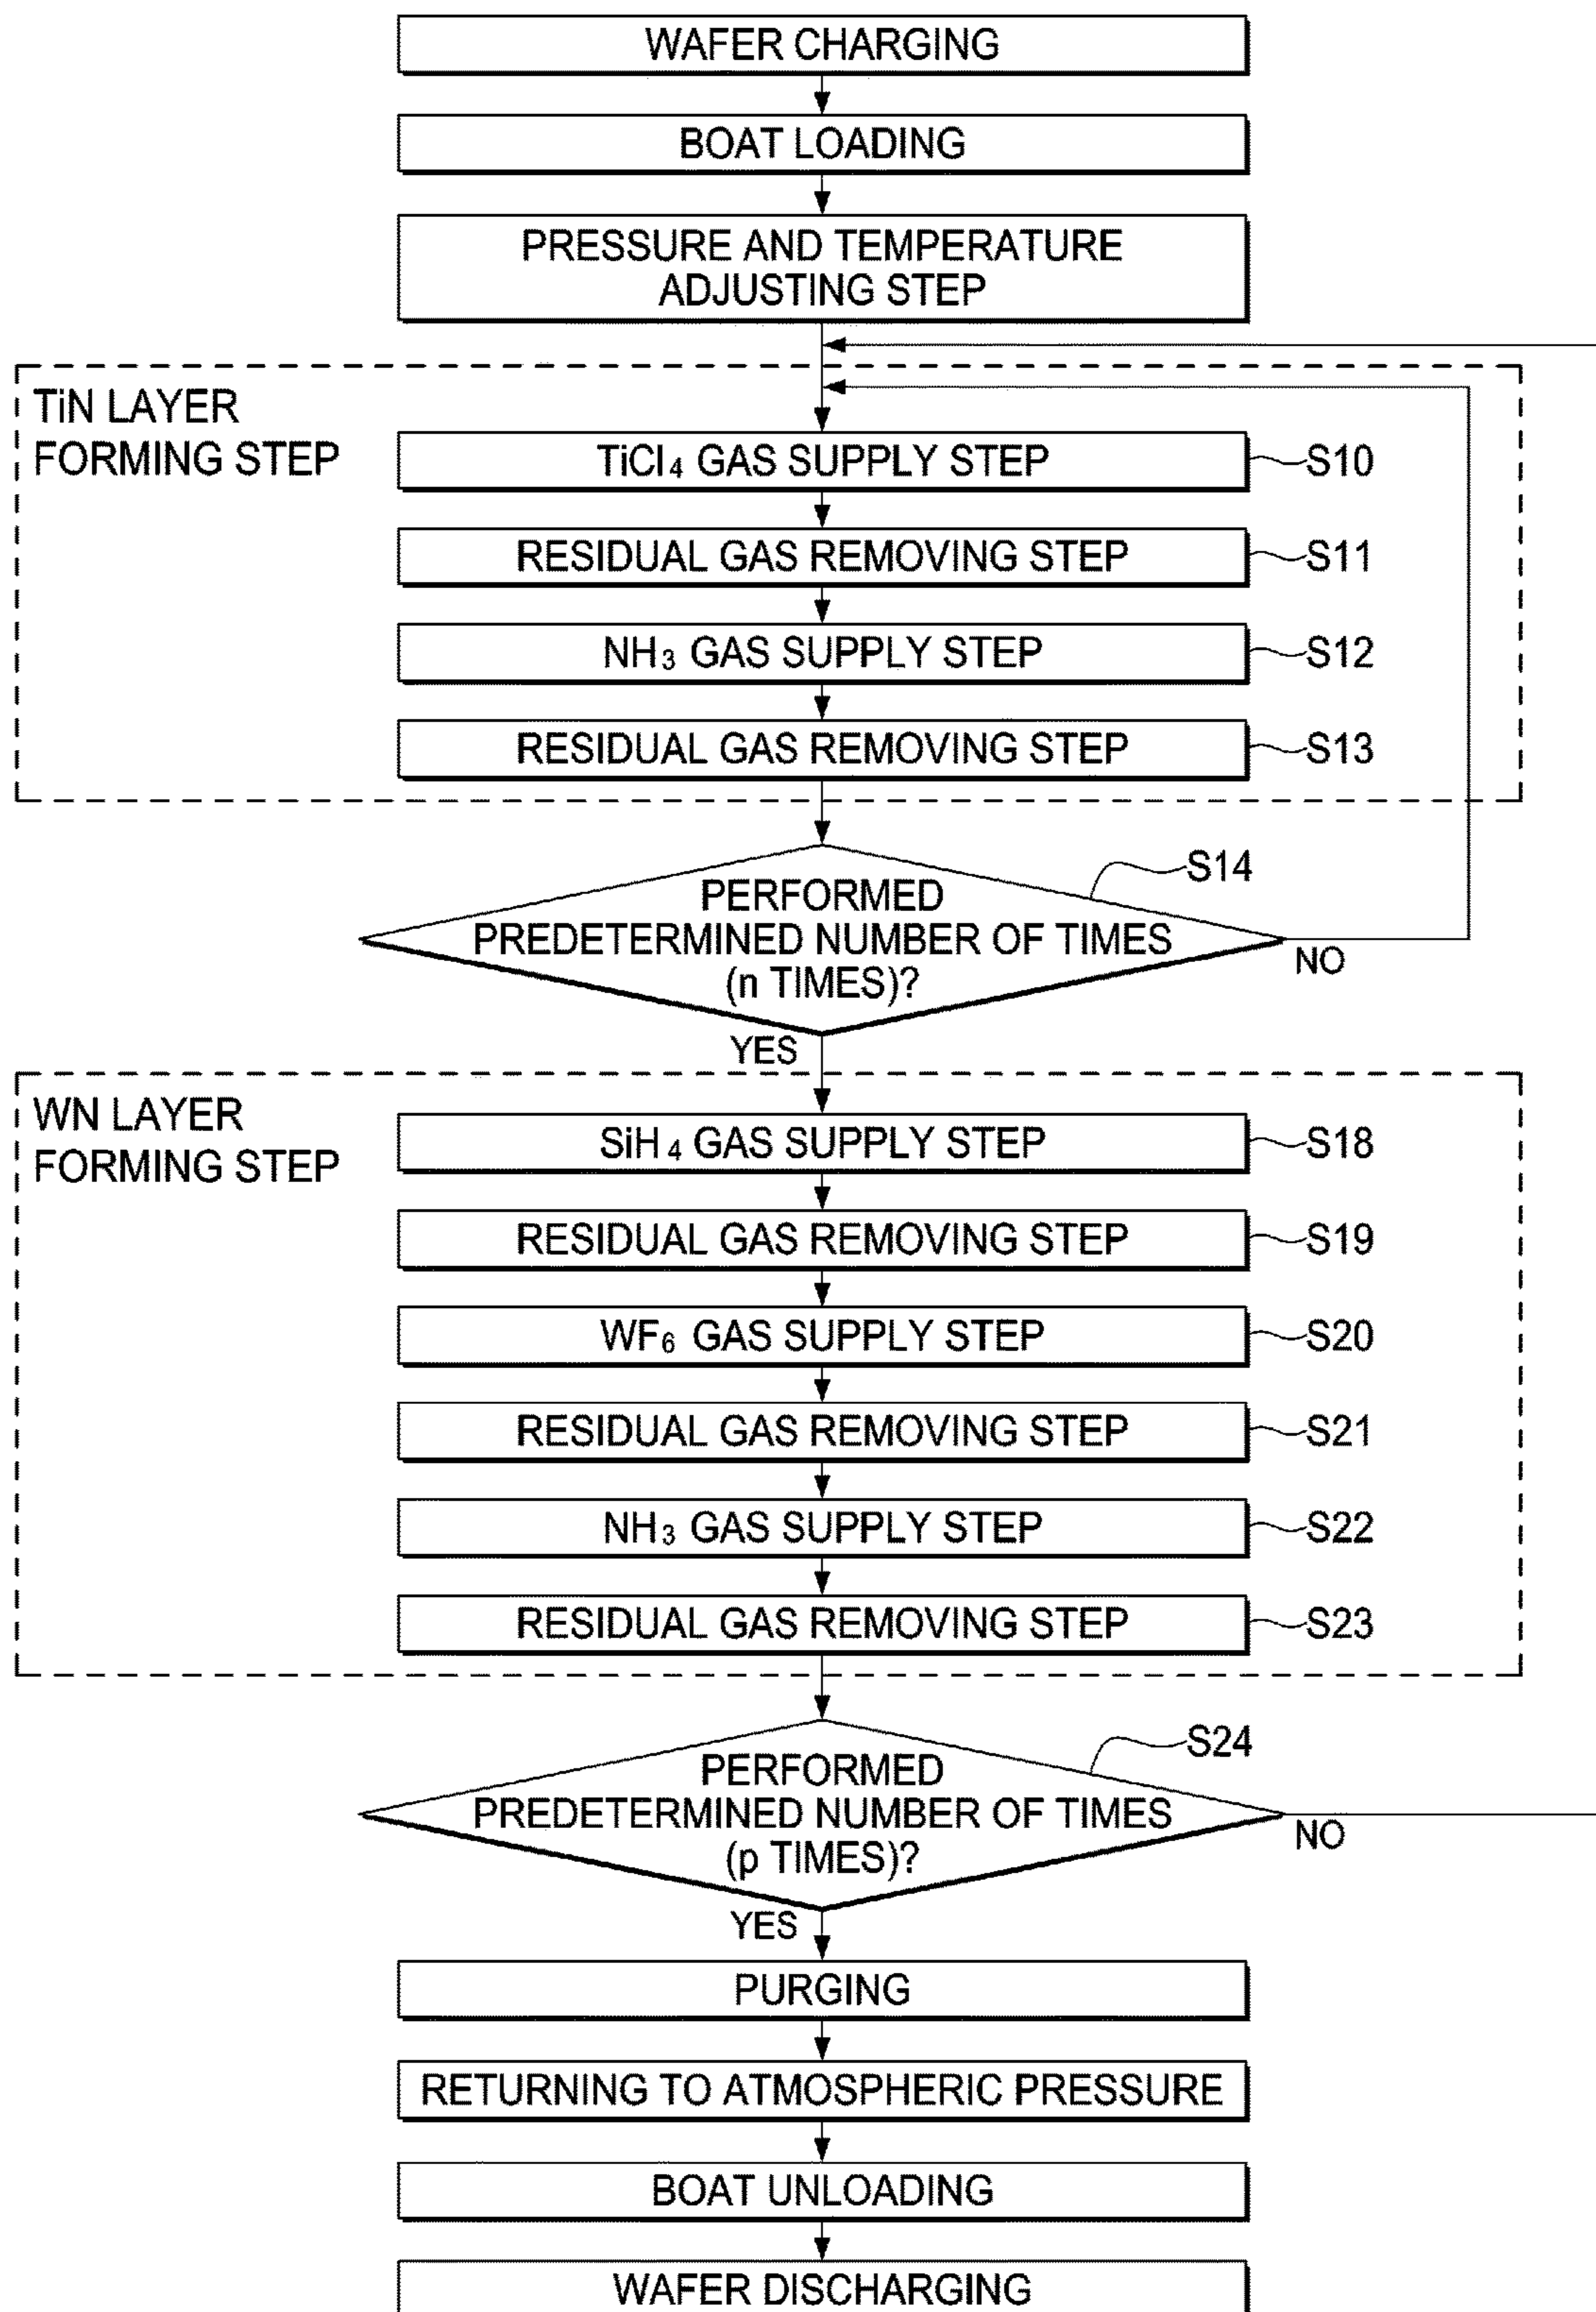 WAFER CHARGING
BOAT LOADING
PRESSURE AND TEMPERATURE
ADJUSTING STEP
TiN LAYER
FORMING STEP
TiCl4 GAS SUPPLY STEP
S10
RESIDUAL GAS REMOVING STEP
S11
NH3 GAS SUPPLY STEP
S12
RESIDUAL GAS REMOVING STEP
S13
S14
PERFORMED
PREDETERMINED NUMBER OF TIMES
(n TIMES)?
NO
YES
WN LAYER
FORMING STEP
SiH4 GAS SUPPLY STEP
S18
RESIDUAL GAS REMOVING STEP
S19
WF6 GAS SUPPLY STEP
S20
RESIDUAL GAS REMOVING STEP
S21
NH3 GAS SUPPLY STEP
S22
RESIDUAL GAS REMOVING STEP
S23
S24
PERFORMED
PREDETERMINED NUMBER OF TIMES
(p TIMES)?
NO
YES
PURGING
RETURNING TO ATMOSPHERIC PRESSURE
BOAT UNLOADING
WAFER DISCHARGING